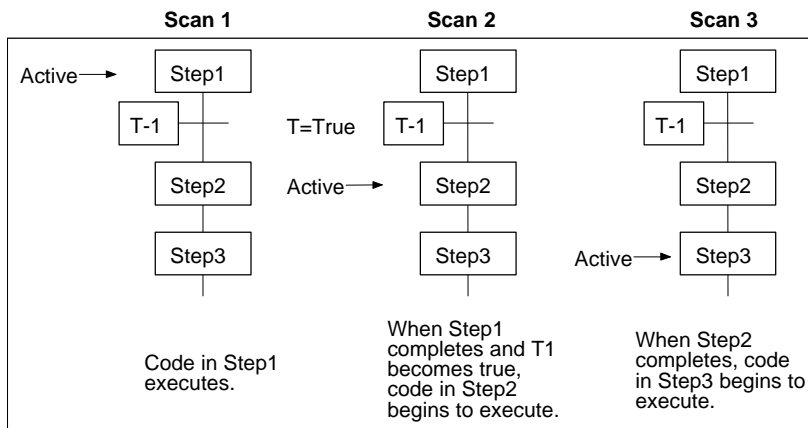 Scan 1
Scan 2
Scan 3
Active
Step1
T-1
Step2
Step3
Code in Step1
executes.
Step1
T=True
T-1
Active
Step2
Step3
When Step1
completes and T1
becomes true,
code in Step2
begins to execute.
Step1
T-1
Step2
Active
Step3
When Step2
completes, code
in Step3 begins to
execute.